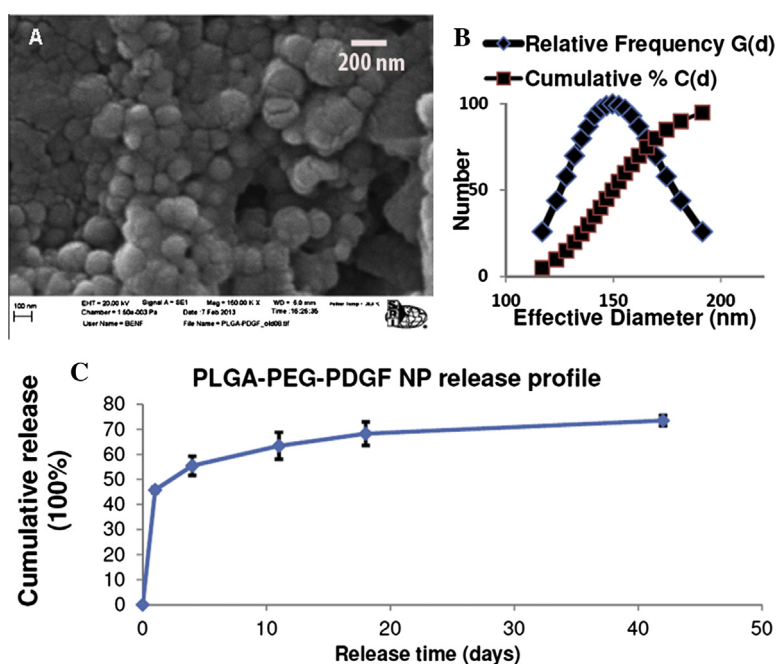 A
200 nm
100 nm
EHT = 20.00 kV
Signal A = SE1
Mag = 150.00 K X
WD = 6.0 mm
Chamber = 1.60e-003 Pa
Date :7 Feb 2013
Time :16:26:35
User Name = BENF
File Name = PLGA-PDGF_old08.tif
B
Relative Frequency G(d)
Cumulative % C(d)
100
50
0
Number
100
150
200
Effective Diameter (nm)
C
PLGA-PEG-PDGF NP release profile
80
70
60
50
40
30
20
10
0
Cumulative release
(100%)
0
10
20
30
40
50
Release time (days)